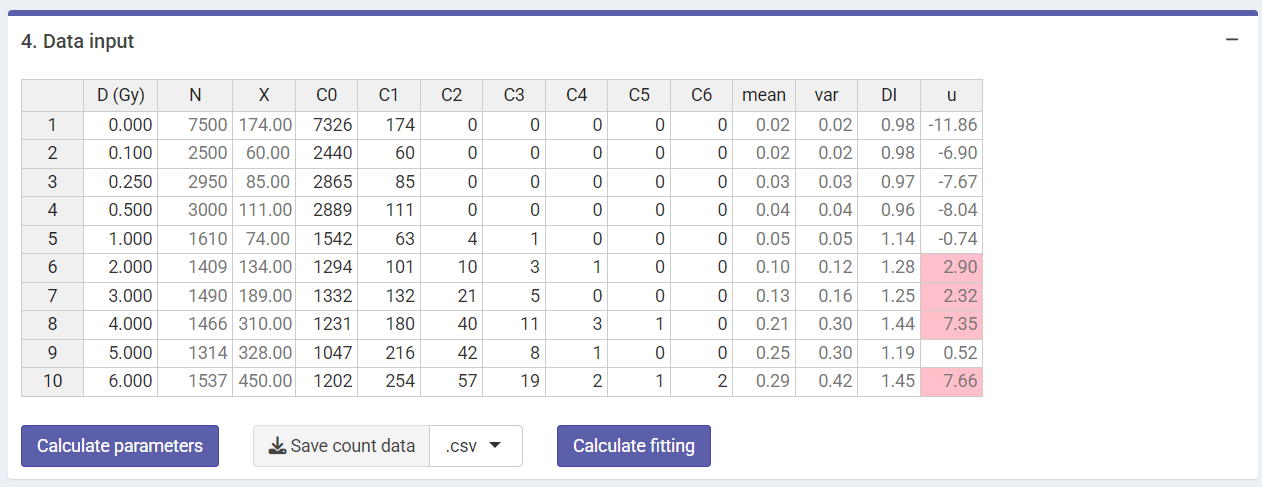 4. Data input
D (Gy) N X C0 C1 C2 C3 C4 C5 C6 mean var DI u
1 0.000 7500 174.00 7326 174 0 0 0 0 0 0.02 0.02 0.98 -11.86
2 0.100 2500 60.00 2440 60 0 0 0 0 0 0.02 0.02 0.98 -6.90
3 0.250 2950 85.00 2865 85 0 0 0 0 0 0.03 0.03 0.97 -7.67
4 0.500 3000 111.00 2889 111 0 0 0 0 0 0.04 0.04 0.96 -8.04
5 1.000 1610 74.00 1542 63 4 1 0 0 0 0.05 0.05 1.14 -0.74
6 2.000 1409 134.00 1294 101 10 3 1 0 0 0.10 0.12 1.28 2.90
7 3.000 1490 189.00 1332 132 21 5 0 0 0 0.13 0.16 1.25 2.32
8 4.000 1466 310.00 1231 180 40 11 3 1 0 0.21 0.30 1.44 7.35
9 5.000 1314 328.00 1047 216 42 8 1 0 0 0.25 0.30 1.19 0.52
10 6.000 1537 450.00 1202 254 57 19 2 1 2 0.29 0.42 1.45 7.66
Calculate parameters Save count data .csv Calculate fitting